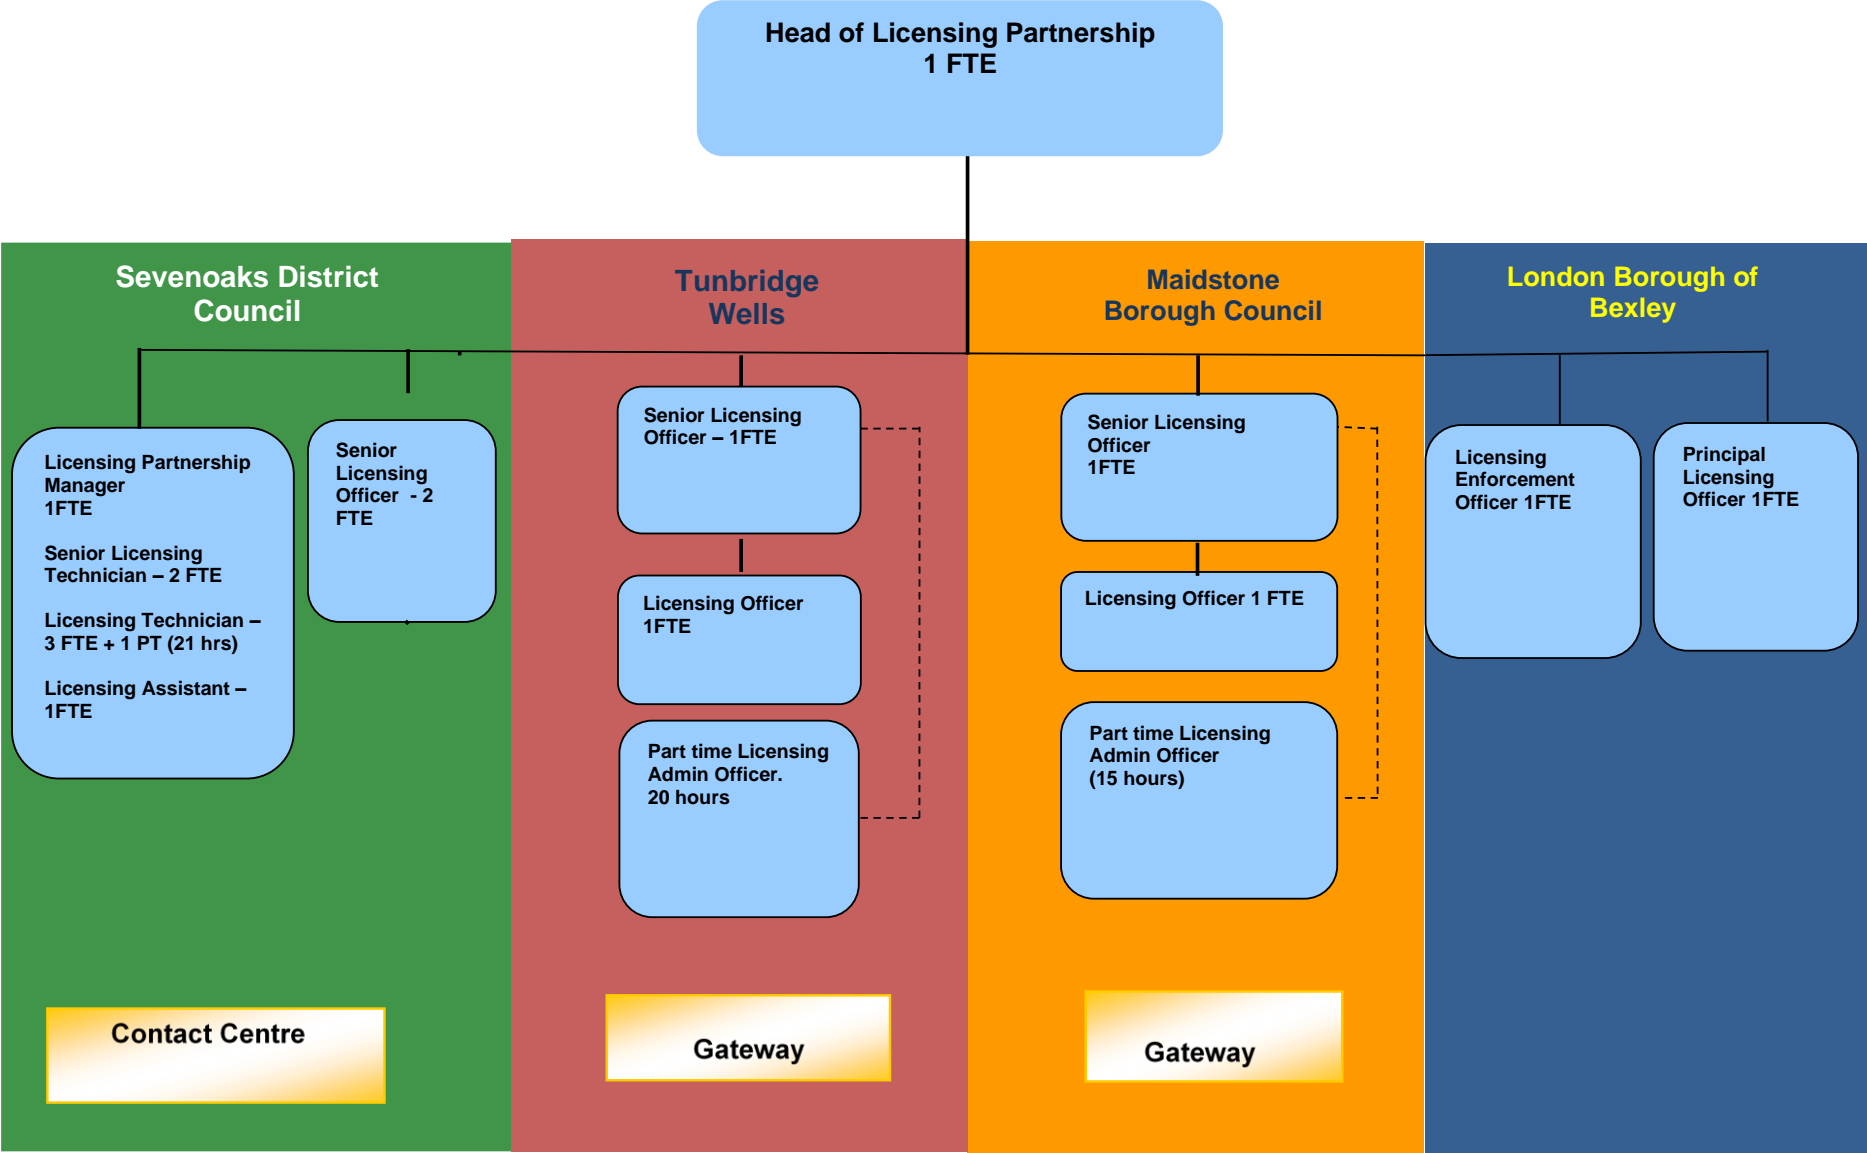 Head of Licensing Partnership
1 FTE
Sevenoaks District
Council
Licensing Partnership
Manager
1FTE
Senior Licensing
Technician – 2 FTE
Licensing Technician –
3 FTE + 1 PT (21 hrs)
Licensing Assistant –
1FTE
Senior
Licensing
Officer - 2
FTE
Contact Centre
Tunbridge
Wells
Senior Licensing
Officer – 1FTE
Licensing Officer
1FTE
Part time Licensing
Admin Officer.
20 hours
Gateway
Maidstone
Borough Council
Senior Licensing
Officer
1FTE
Licensing Officer 1 FTE
Part time Licensing
Admin Officer
(15 hours)
Gateway
London Borough of
Bexley
Licensing
Enforcement
Officer 1FTE
Principal
Licensing
Officer 1FTE